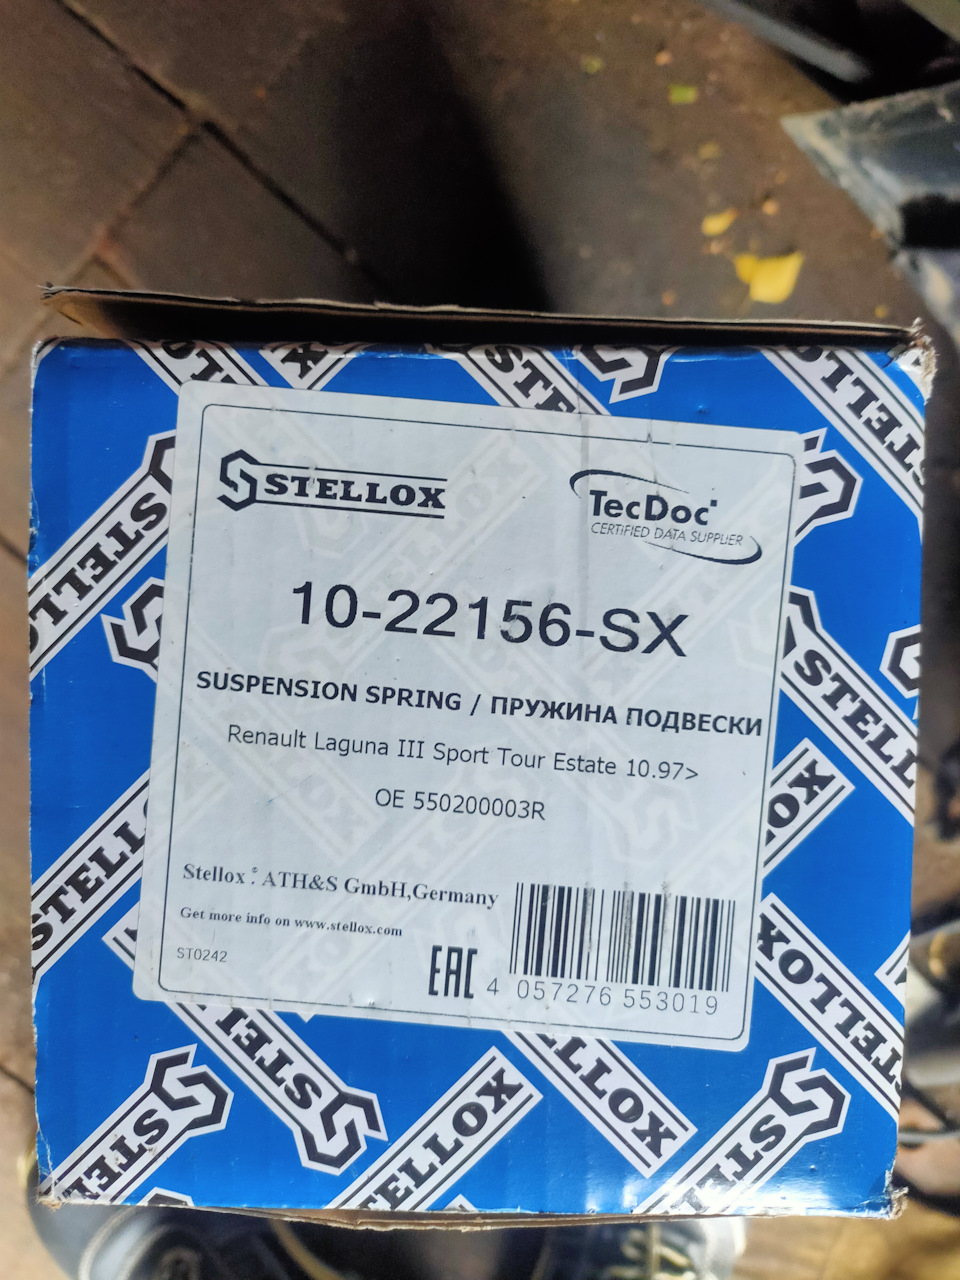 STELLOX
TecDoc
CERTIFIED DATA SUPPLIER
10-22156-SX
SUSPENSION SPRING / ПРУЖИНА ПОДВЕСКИ
Renault Laguna III Sport Tour Estate 10.97>
OE 550200003R
Stellox ® ATH&S GmbH,Germany
Get more info on www.stellox.com
ST0242
EAC
4 057276 553019